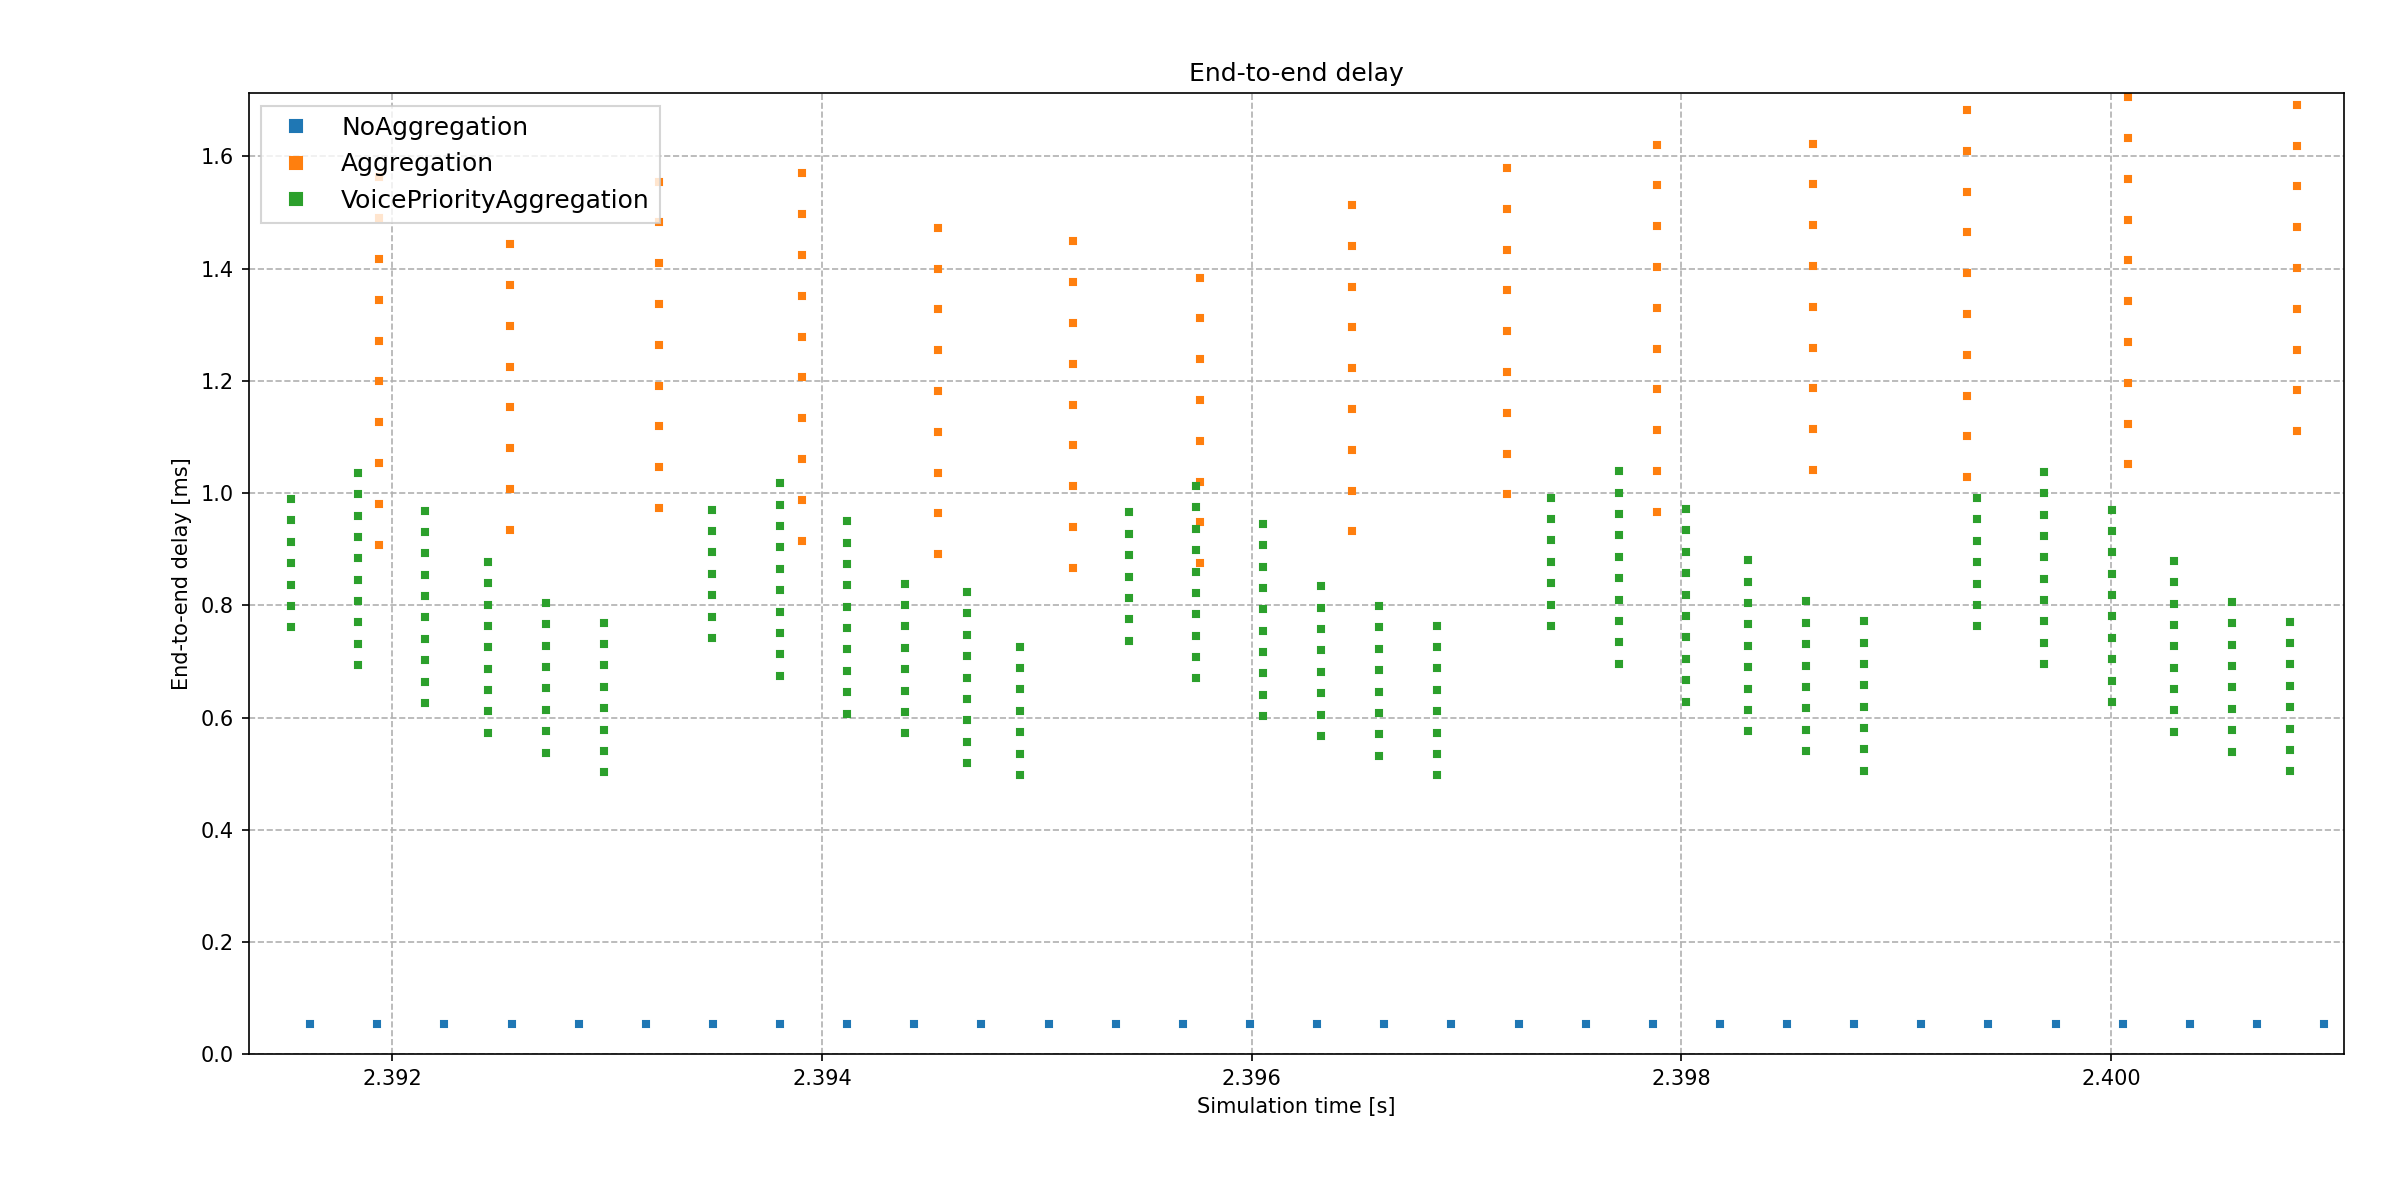 End-to-end delay
NoAggregation
Aggregation
VoicePriorityAggregation
End-to-end delay [ms]
1.6
1.4
1.2
1.0
0.8
0.6
0.4
0.2
0.0
2.392 2.394 2.396 2.398 2.400
Simulation time [s]